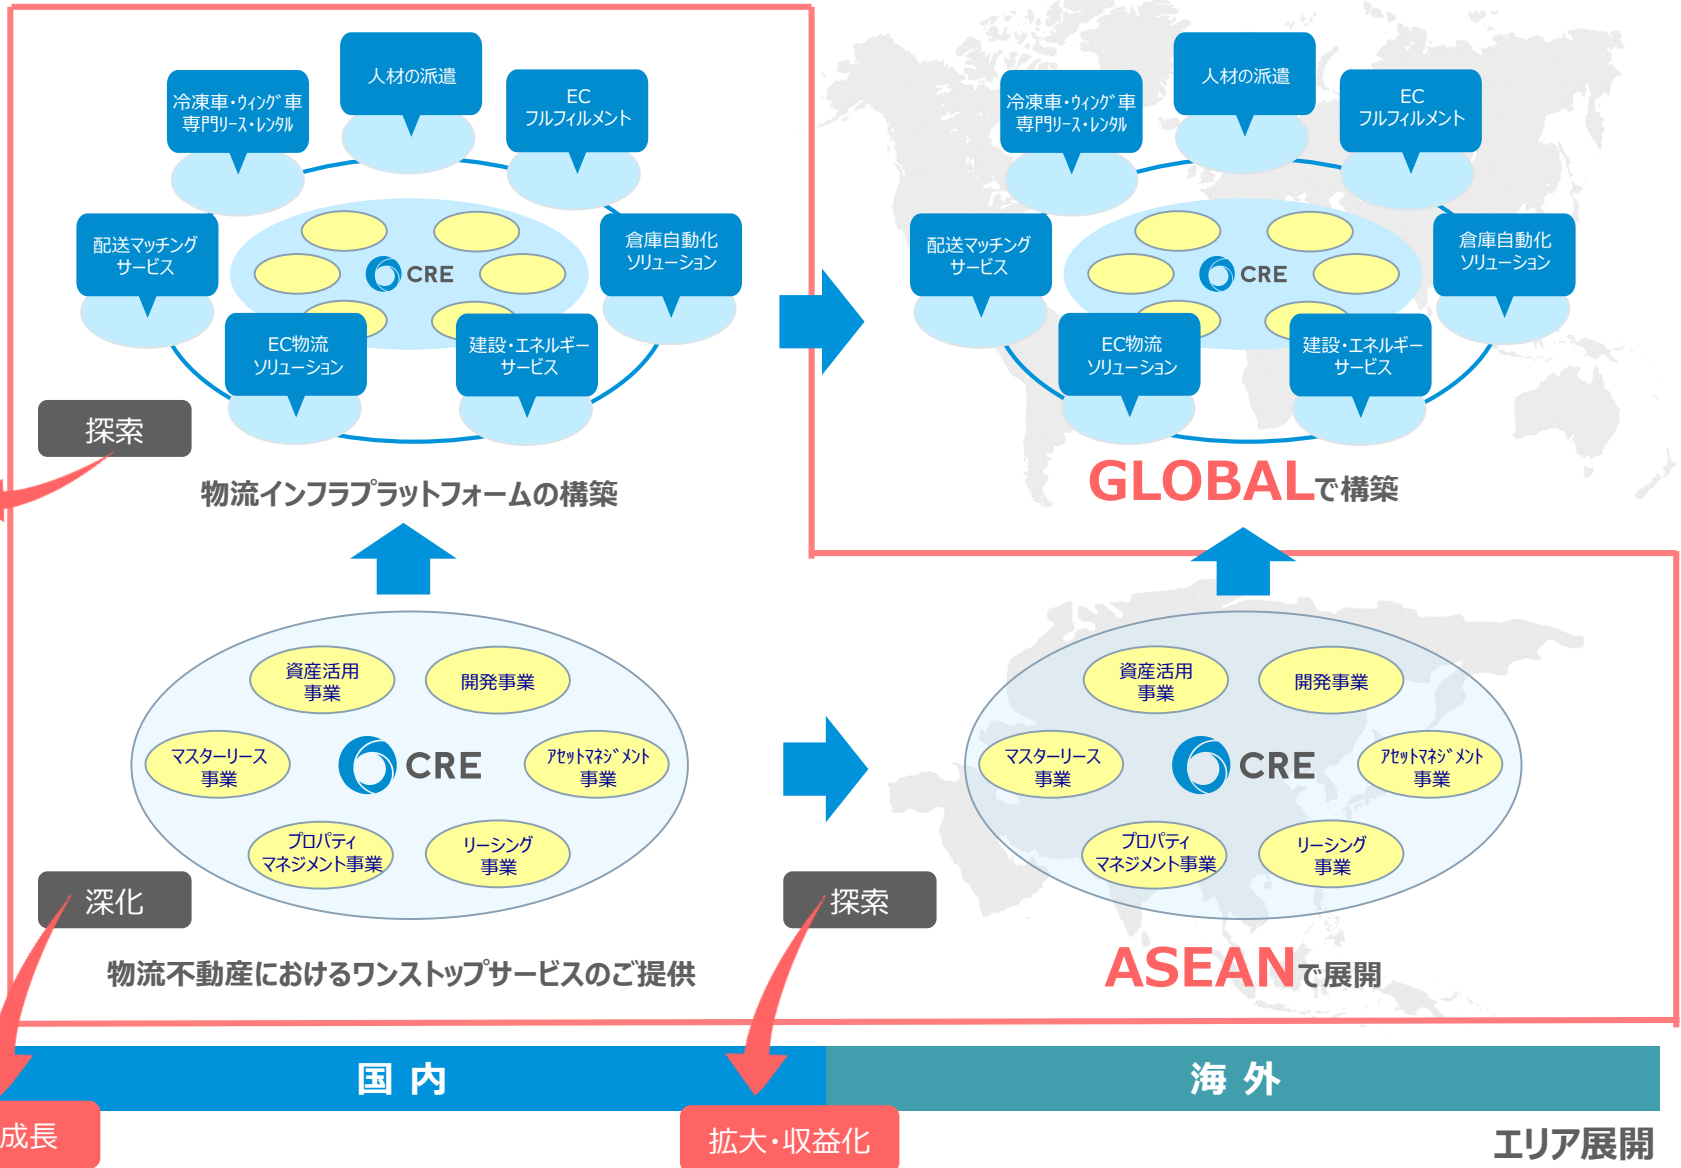 人材の派遣
冷凍車・ウィング車
専門リース・レンタル
EC
フルフィルメント
配送マッチング
サービス
倉庫自動化
ソリューション
CRE
EC物流
ソリューション
建設・エネルギー
サービス
探索
物流インフラプラットフォームの構築
人材の派遣
冷凍車・ウィング車
専門リース・レンタル
EC
フルフィルメント
配送マッチング
サービス
倉庫自動化
ソリューション
CRE
EC物流
ソリューション
建設・エネルギー
サービス
GLOBALで構築
資産活用
事業
開発事業
マスターリース
事業
CRE
アセットマネジメント
事業
プロパティ
マネジメント事業
リーシング
事業
深化
物流不動産におけるワンストップサービスのご提供
資産活用
事業
開発事業
マスターリース
事業
CRE
アセットマネジメント
事業
プロパティ
マネジメント事業
リーシング
事業
探索
ASEANで展開
国内
海外
成長
拡大・収益化
エリア展開